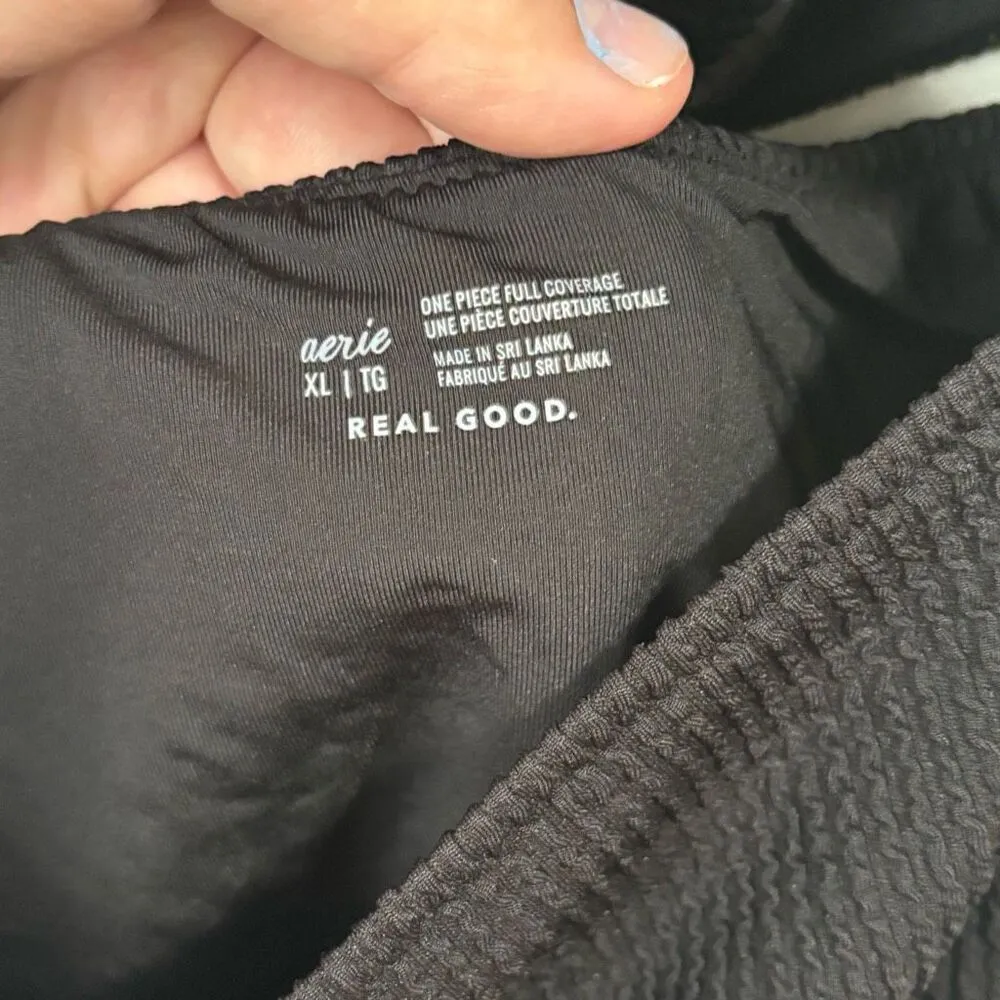 aerie
XL | TG
ONE PIECE FULL COVERAGE
UNE PIÈCE COUVERTURE TOTALE
MADE IN SRI LANKA
FABRIQUÉ AU SRI LANKA
REAL GOOD.